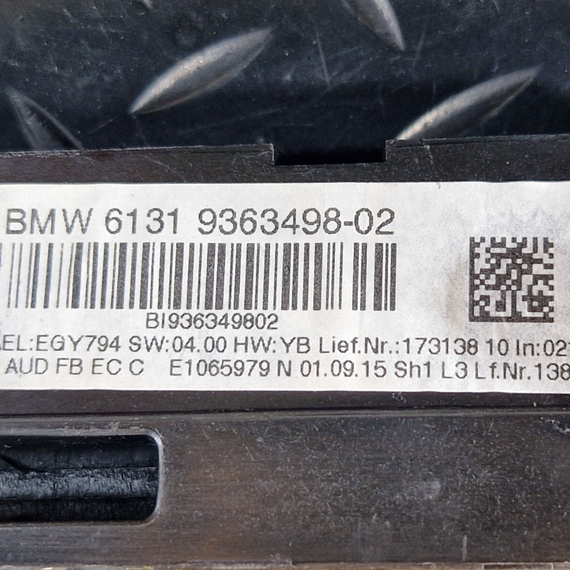 BMW 6131 9363498-02
BI936349802
EL:EGY794 SW:04.00 HW:YB Lief.Nr.:173138 10 In:02
AUD FB EC C E1065979 N 01.09.15 Sh1 L3 Lf.Nr.138